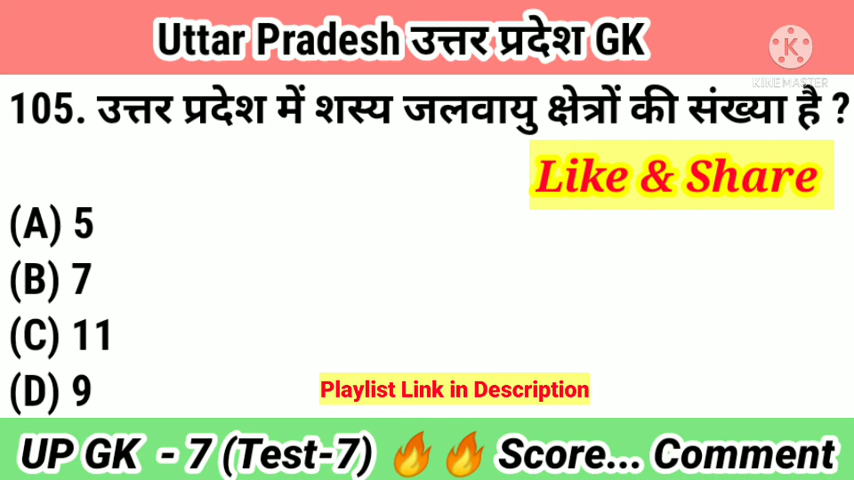 Uttar Pradesh उत्तर प्रदेश GK
K
KINEMASTER
105. उत्तर प्रदेश में शस्य जलवायु क्षेत्रों की संख्या है ?
Like & Share
(A) 5
(B) 7
(C) 11
(D) 9
Playlist Link in Description
UP GK - 7 (Test-7) 🔥🔥 Score... Comment